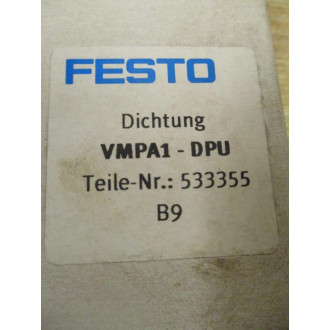 FESTO
Dichtung
VMPA1 - DPU
Teile-Nr.: 533355
B9